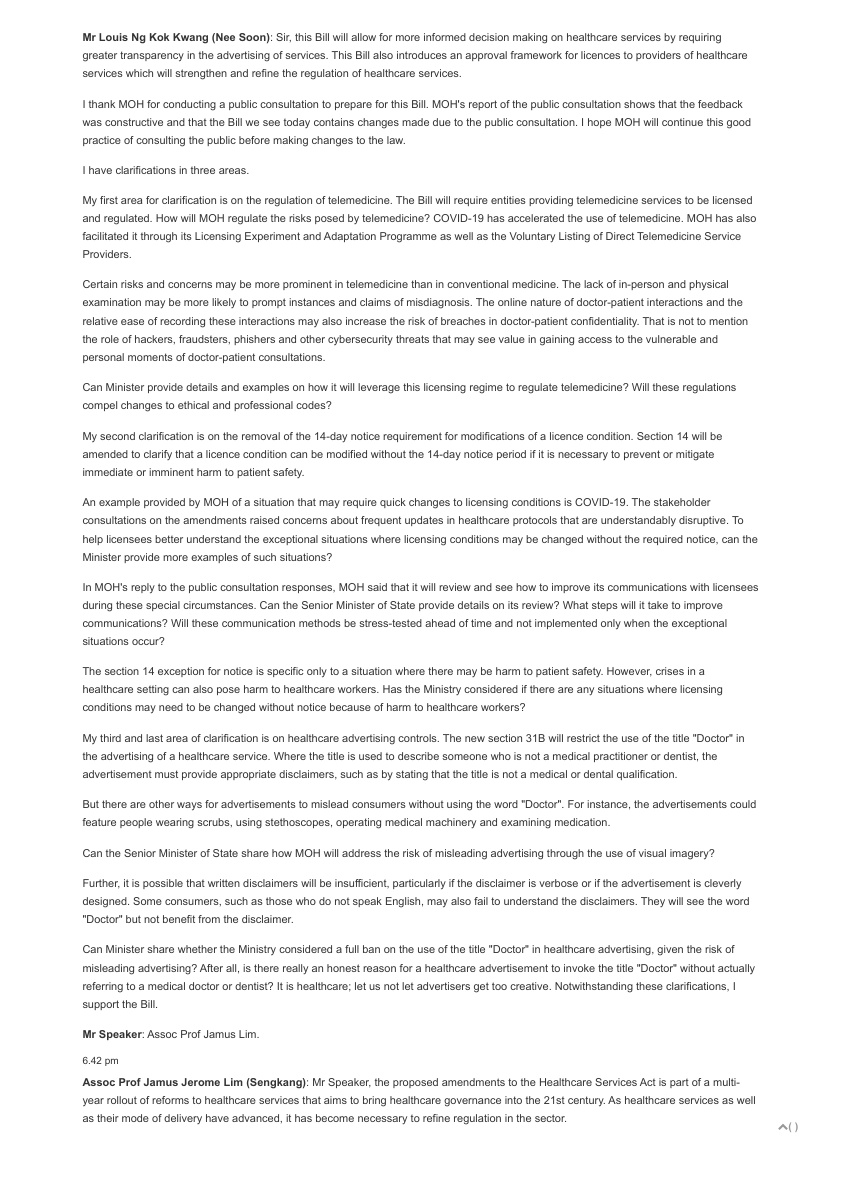 Mr Louis Ng Kok Kwang (Nee Soon): Sir, this Bill will allow for more informed decision making on healthcare services by requiring
greater transparency in the advertising of services. This Bill also introduces an approval framework for licences to providers of healthcare
services which will strengthen and refine the regulation of healthcare services.
I thank MOH for conducting a public consultation to prepare for this Bill. MOH's report of the public consultation shows that the feedback
was constructive and that the Bill we see today contains changes made due to the public consultation. I hope MOH will continue this good
practice of consulting the public before making changes to the law.
I have clarifications in three areas.
My first area for clarification is on the regulation of telemedicine. The Bill will require entities providing telemedicine services to be licensed
and regulated. How will MOH regulate the risks posed by telemedicine? COVID-19 has accelerated the use of telemedicine. MOH has also
facilitated it through its Licensing Experiment and Adaptation Programme as well as the Voluntary Listing of Direct Telemedicine Service
Providers.
Certain risks and concerns may be more prominent in telemedicine than in conventional medicine. The lack of in-person and physical
examination may be more likely to prompt instances and claims of misdiagnosis. The online nature of doctor-patient interactions and the
relative ease of recording these interactions may also increase the risk of breaches in doctor-patient confidentiality. That is not to mention
the role of hackers, fraudsters, phishers and other cybersecurity threats that may see value in gaining access to the vulnerable and
personal moments of doctor-patient consultations.
Can Minister provide details and examples on how it will leverage this licensing regime to regulate telemedicine? Will these regulations
compel changes to ethical and professional codes?
My second clarification is on the removal of the 14-day notice requirement for modifications of a licence condition. Section 14 will be
amended to clarify that a licence condition can be modified without the 14-day notice period if it is necessary to prevent or mitigate
immediate or imminent harm to patient safety.
An example provided by MOH of a situation that may require quick changes to licensing conditions is COVID-19. The stakeholder
consultations on the amendments raised concerns about frequent updates in healthcare protocols that are understandably disruptive. To
help licensees better understand the exceptional situations where licensing conditions may be changed without the required notice, can the
Minister provide more examples of such situations?
In MOH's reply to the public consultation responses, MOH said that it will review and see how to improve its communications with licensees
during these special circumstances. Can the Senior Minister of State provide details on its review? What steps will it take to improve
communications? Will these communication methods be stress-tested ahead of time and not implemented only when the exceptional
situations occur?
The section 14 exception for notice is specific only to a situation where there may be harm to patient safety. However, crises in a
healthcare setting can also pose harm to healthcare workers. Has the Ministry considered if there are any situations where licensing
conditions may need to be changed without notice because of harm to healthcare workers?
My third and last area of clarification is on healthcare advertising controls. The new section 31B will restrict the use of the title "Doctor" in
the advertising of a healthcare service. Where the title is used to describe someone who is not a medical practitioner or dentist, the
advertisement must provide appropriate disclaimers, such as by stating that the title is not a medical or dental qualification.
But there are other ways for advertisements to mislead consumers without using the word "Doctor". For instance, the advertisements could
feature people wearing scrubs, using stethoscopes, operating medical machinery and examining medication.
Can the Senior Minister of State share how MOH will address the risk of misleading advertising through the use of visual imagery?
Further, it is possible that written disclaimers will be insufficient, particularly if the disclaimer is verbose or if the advertisement is cleverly
designed. Some consumers, such as those who do not speak English, may also fail to understand the disclaimers. They will see the word
"Doctor" but not benefit from the disclaimer.
Can Minister share whether the Ministry considered a full ban on the use of the title "Doctor" in healthcare advertising, given the risk of
misleading advertising? After all, is there really an honest reason for a healthcare advertisement to invoke the title "Doctor" without actually
referring to a medical doctor or dentist? It is healthcare; let us not let advertisers get too creative. Notwithstanding these clarifications, I
support the Bill.
Mr Speaker: Assoc Prof Jamus Lim.
6.42 pm
Assoc Prof Jamus Jerome Lim (Sengkang): Mr Speaker, the proposed amendments to the Healthcare Services Act is part of a multi-
year rollout of reforms to healthcare services that aims to bring healthcare governance into the 21st century. As healthcare services as well
as their mode of delivery have advanced, it has become necessary to refine regulation in the sector.
( )